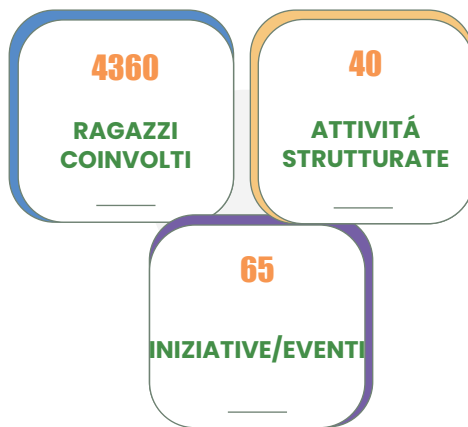 4360
RAGAZZI
COINVOLTI
40
ATTIVITÁ
STRUTTURATE
65
INIZIATIVE/EVENTI